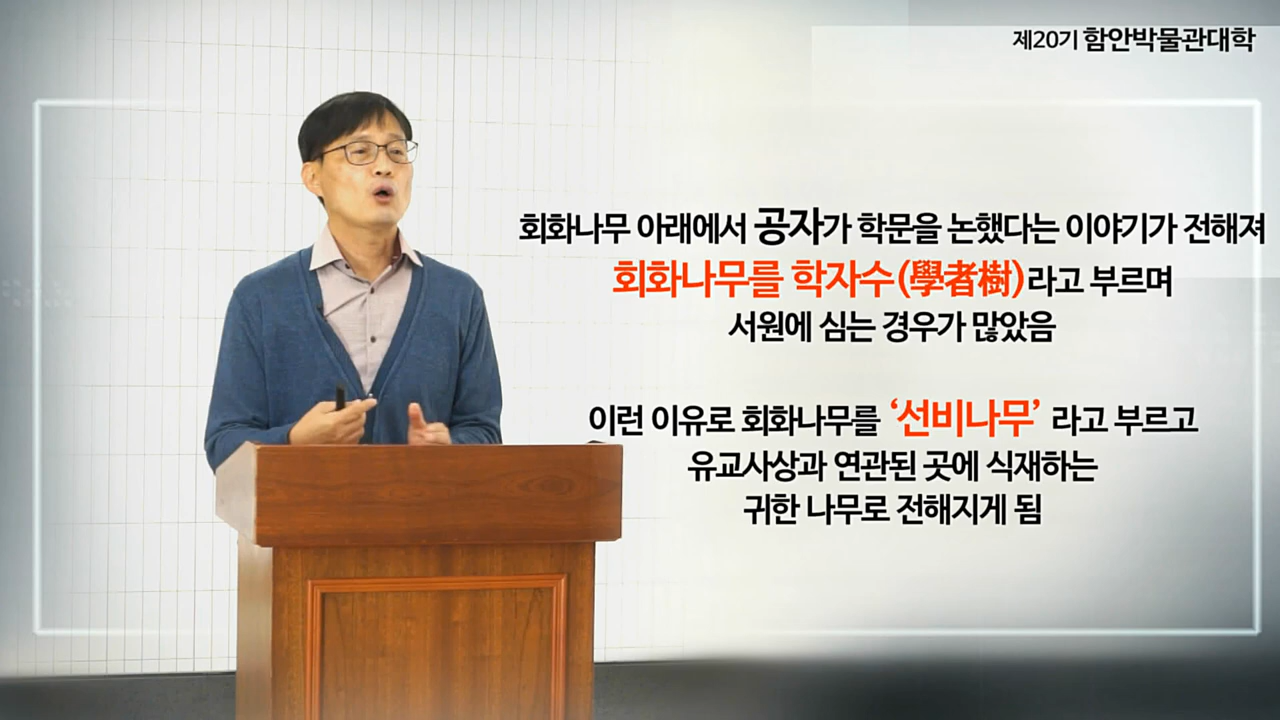 제20기 함안박물관대학
회화나무 아래에서 공자가 학문을 논했다는 이야기가 전해져
회화나무를 학자수(學者樹)라고 부르며
서원에 심는 경우가 많았음
이런 이유로 회화나무를 ‘선비나무’ 라고 부르고
유교사상과 연관된 곳에 식재하는
귀한 나무로 전해지게 됨